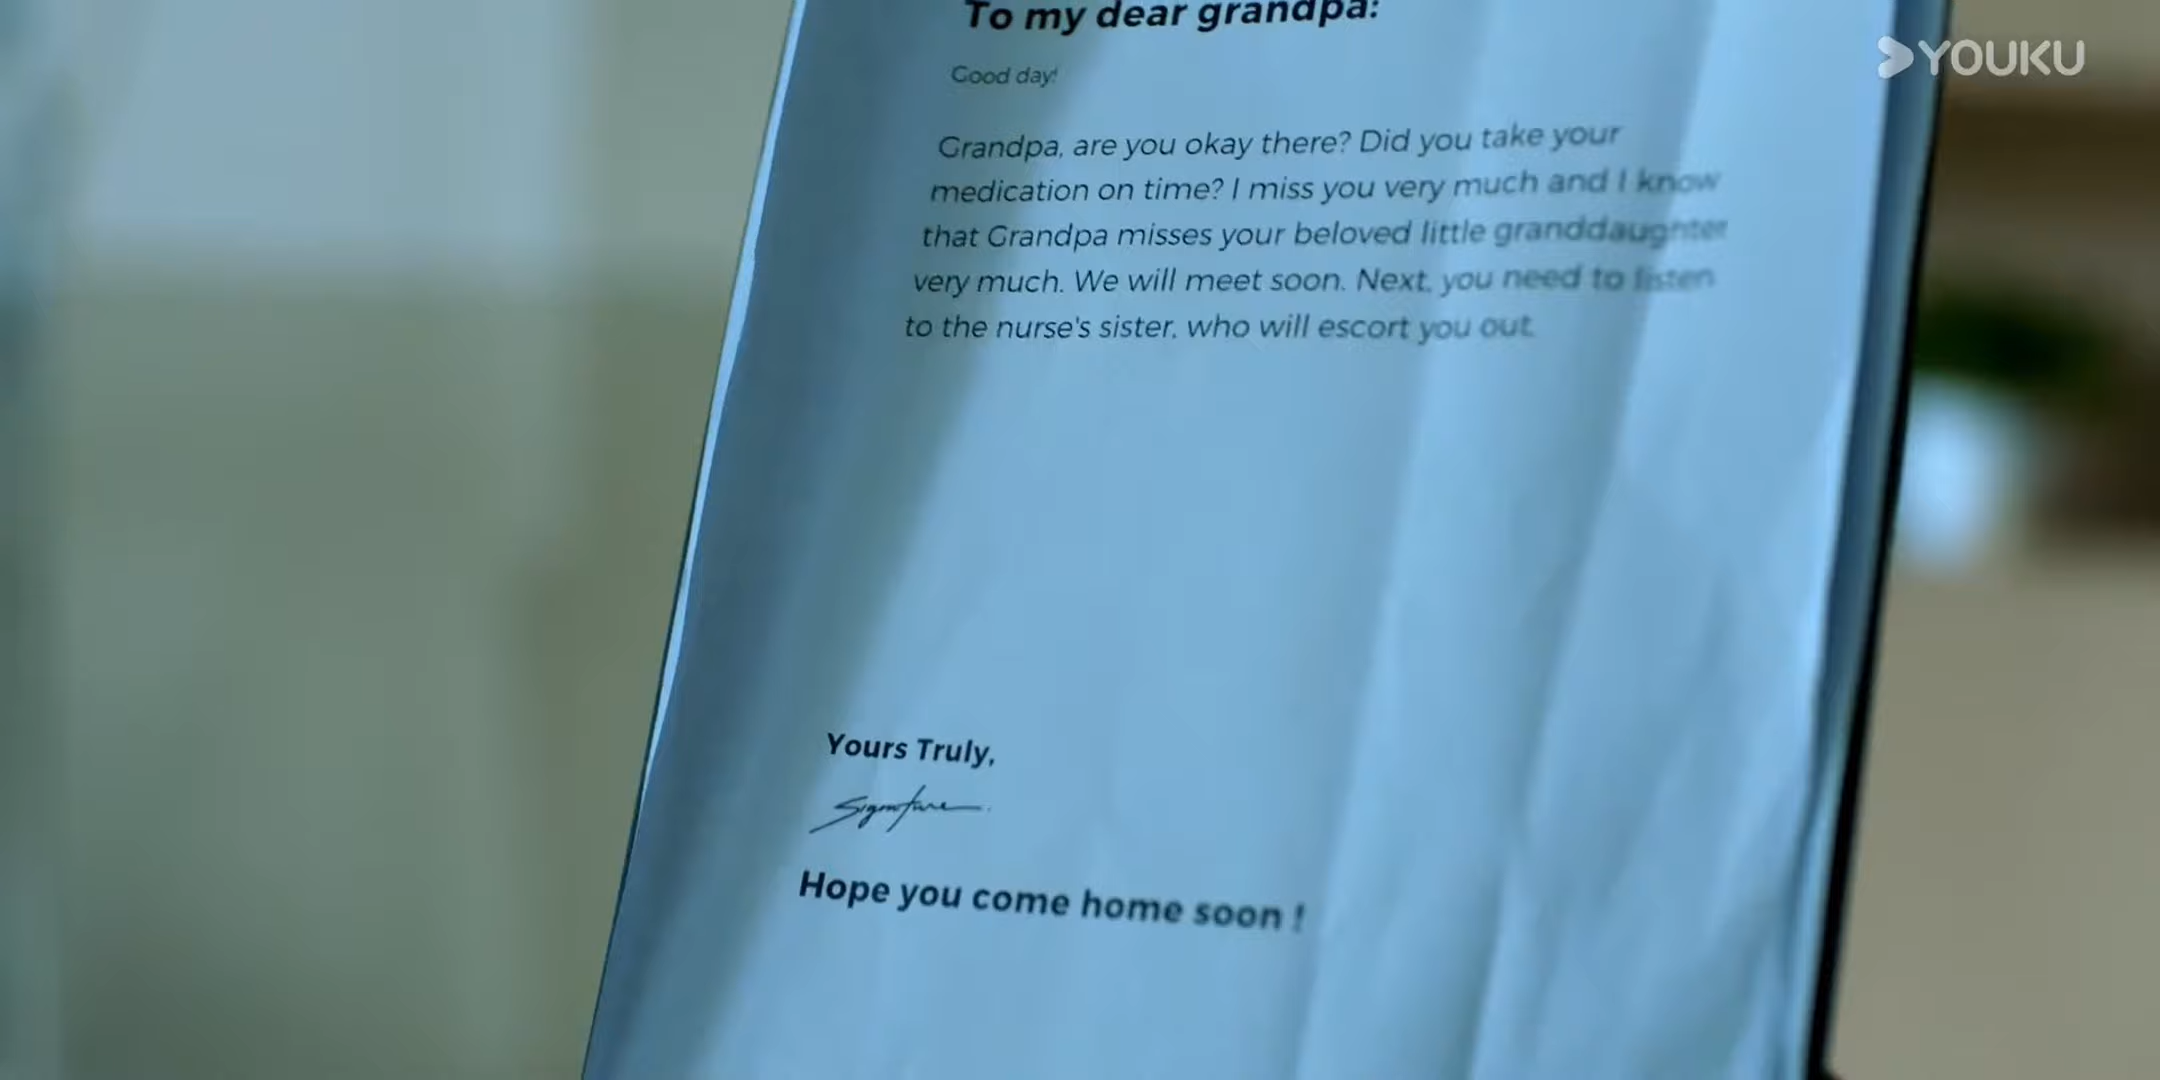 To my dear grandpa:
YOUKU
Good day!
Grandpa, are you okay there? Did you take your
medication on time? I miss you very much and I know
that Grandpa misses your beloved little granddaughter
very much. We will meet soon. Next, you need to listen
to the nurse's sister, who will escort you out.
Yours Truly,
Signature
Hope you come home soon !